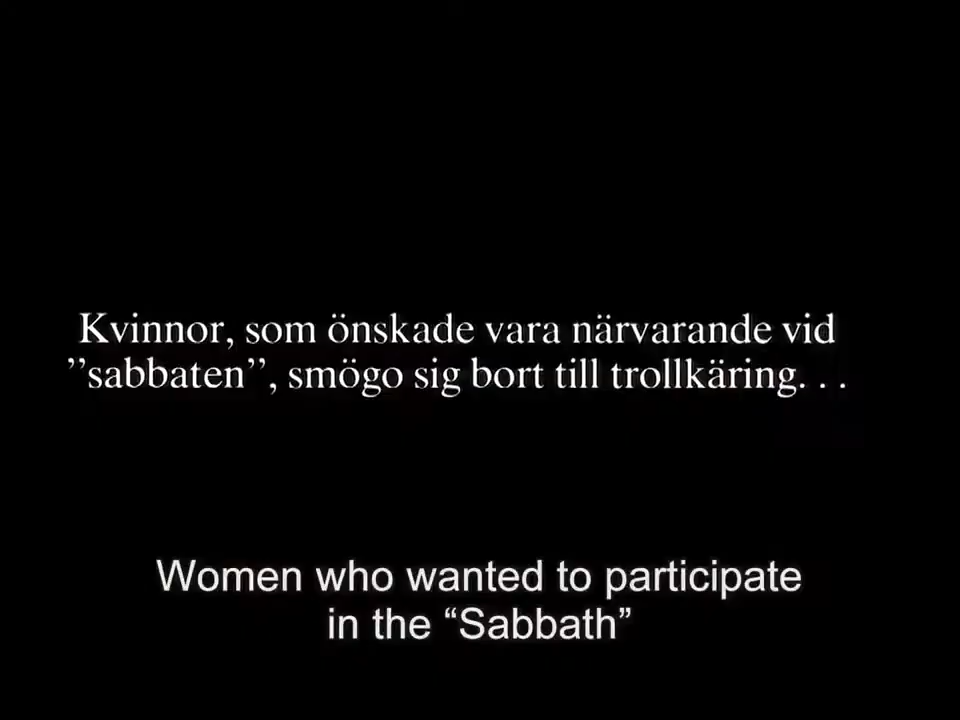 Kvinnor, som önskade vara närvarande vid
”sabbaten”, smögo sig bort till trollkäring. . .
Women who wanted to participate
in the “Sabbath”